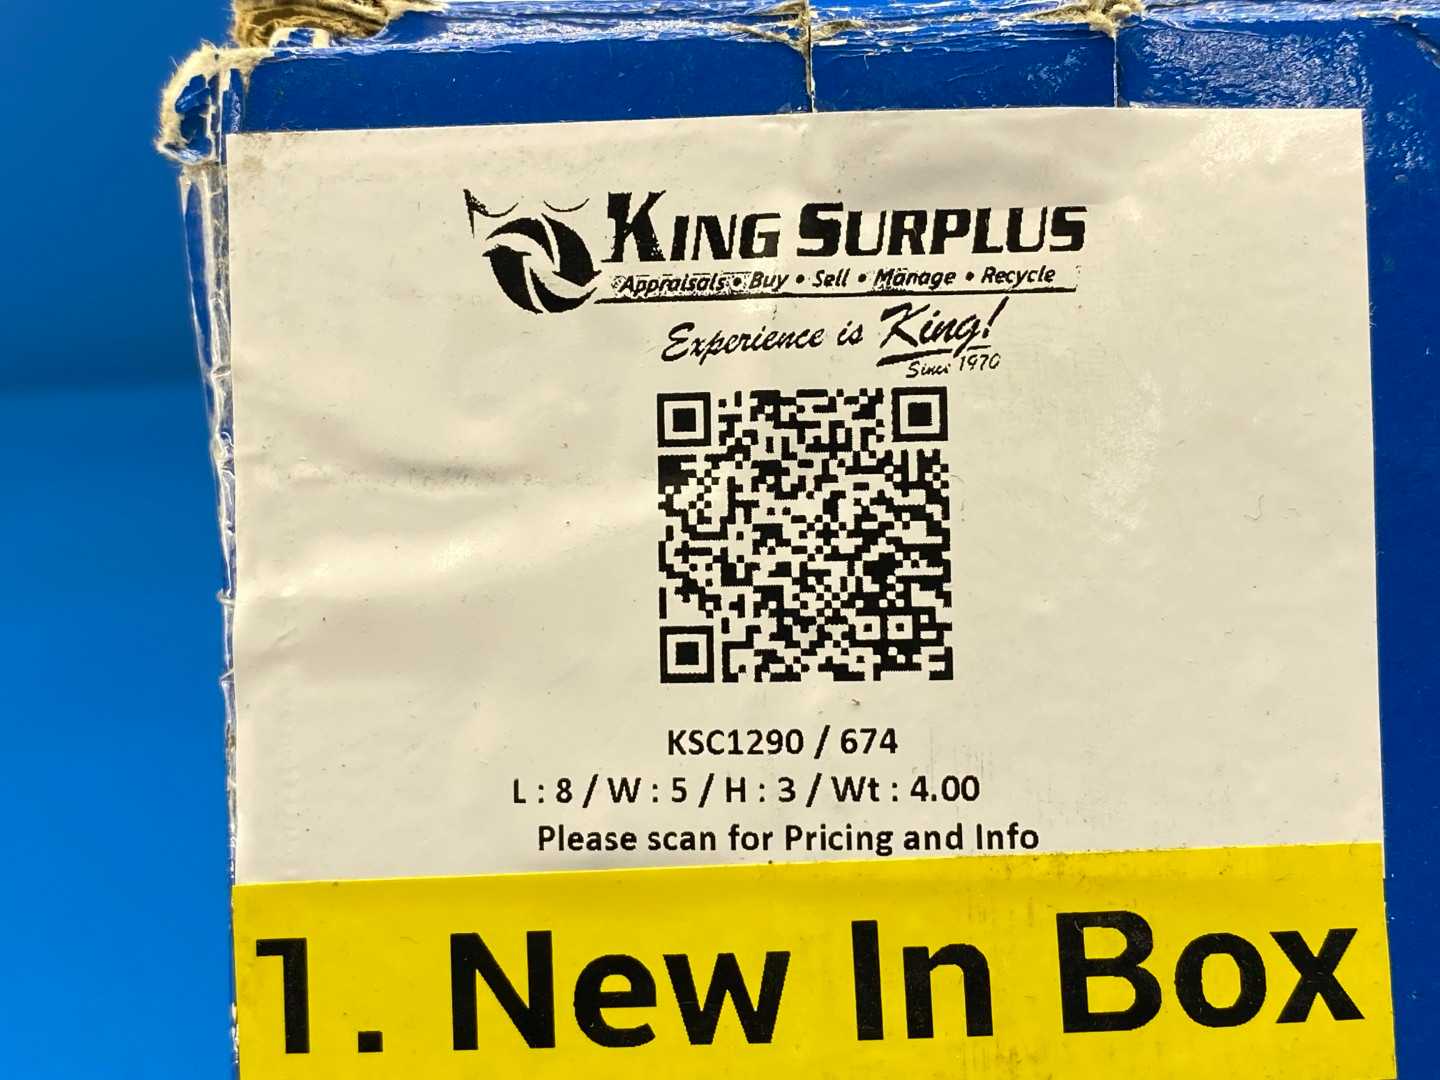 KING SURPLUS
Appraisals • Buy • Sell • Manage • Recycle
Experience is King!
Since 1970
KSC1290 / 674
L : 8 / W : 5 / H : 3 / Wt : 4.00
Please scan for Pricing and Info
1. New In Box